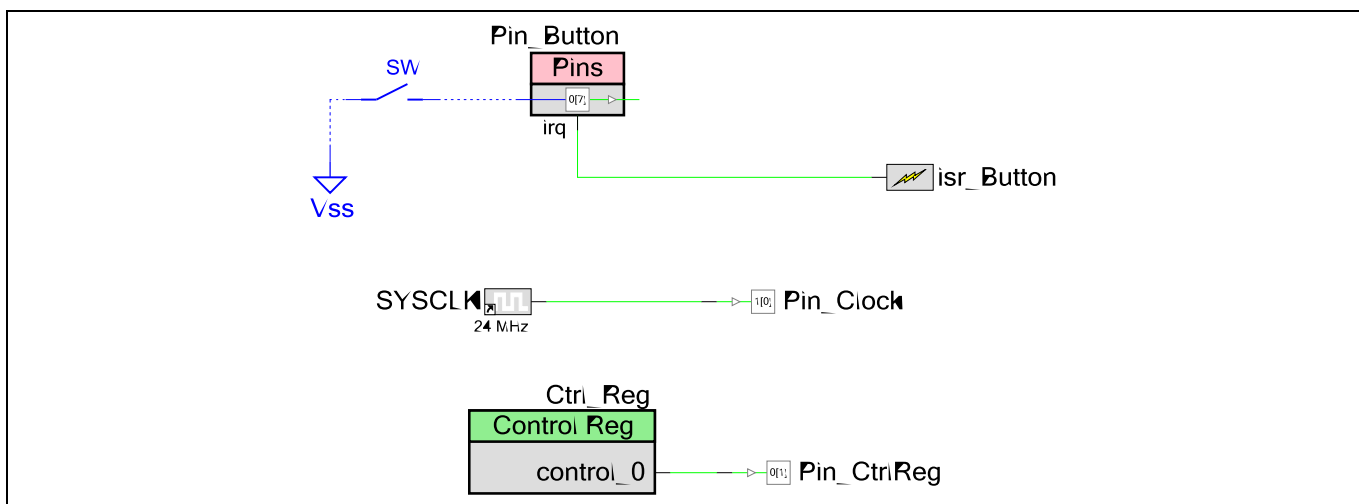 Pin_Button
Pins
SW
0[7]
irq
isr_Button
Vss
SYSCLK
1[0]
Pin_Clock
24 MHz
Ctrl_Reg
Control Reg
control_0
0[1]
Pin_CtrlReg